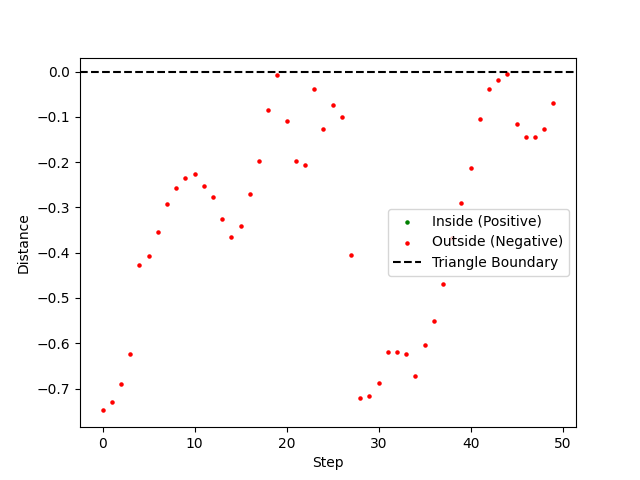 0.0
−0.1
−0.2
−0.3
−0.4
−0.5
−0.6
−0.7
Distance
Inside (Positive)
Outside (Negative)
Triangle Boundary
0 10 20 30 40 50
Step